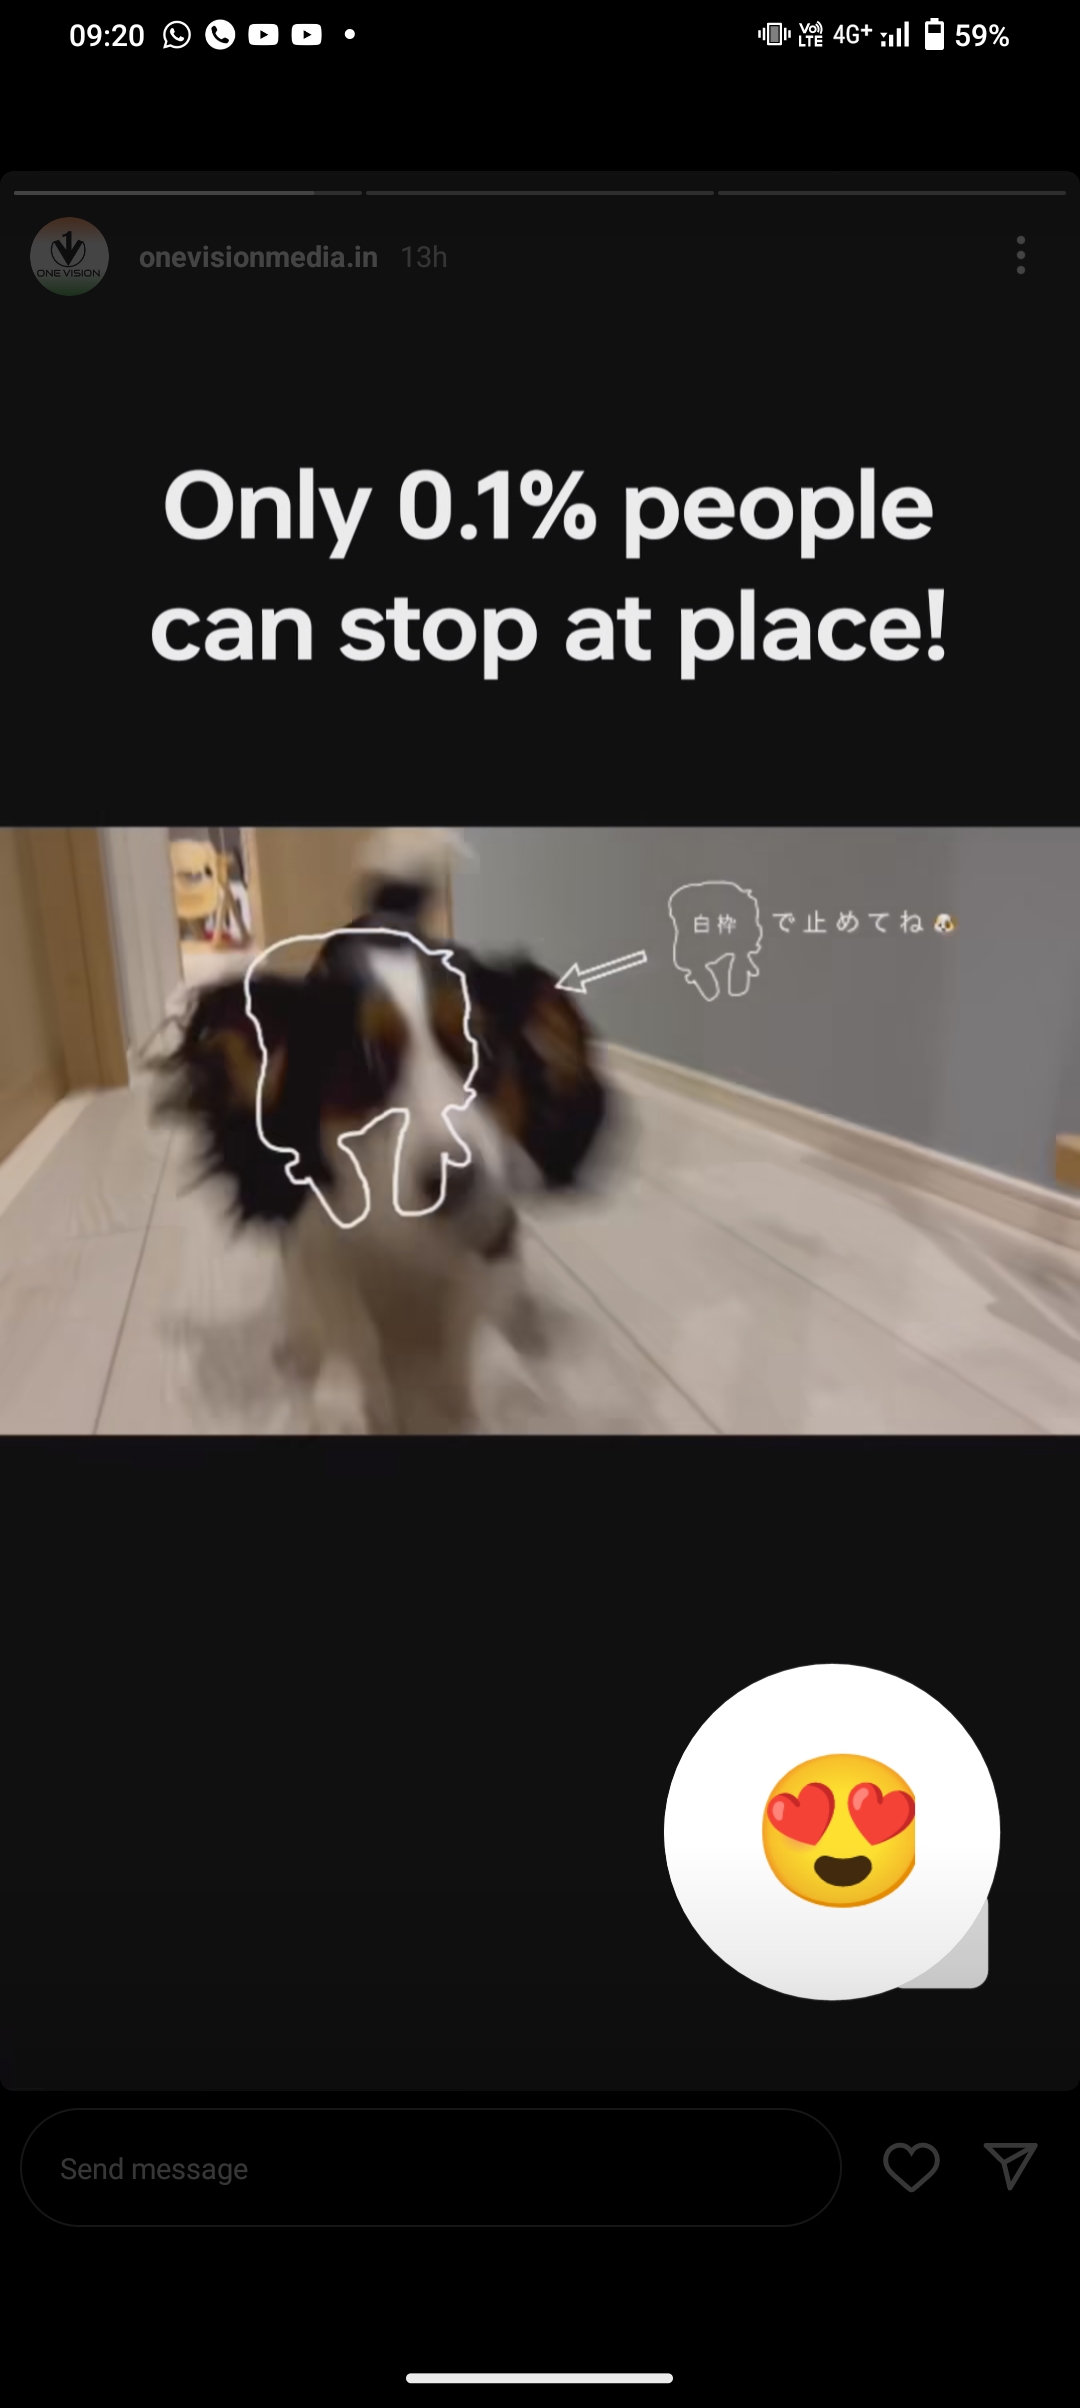 09:20
Vo)) LTE 4G+ 59%
ONE VISION
onevisionmedia.in 13h
Only 0.1% people
can stop at place!
白枠 で止めてね
Send message